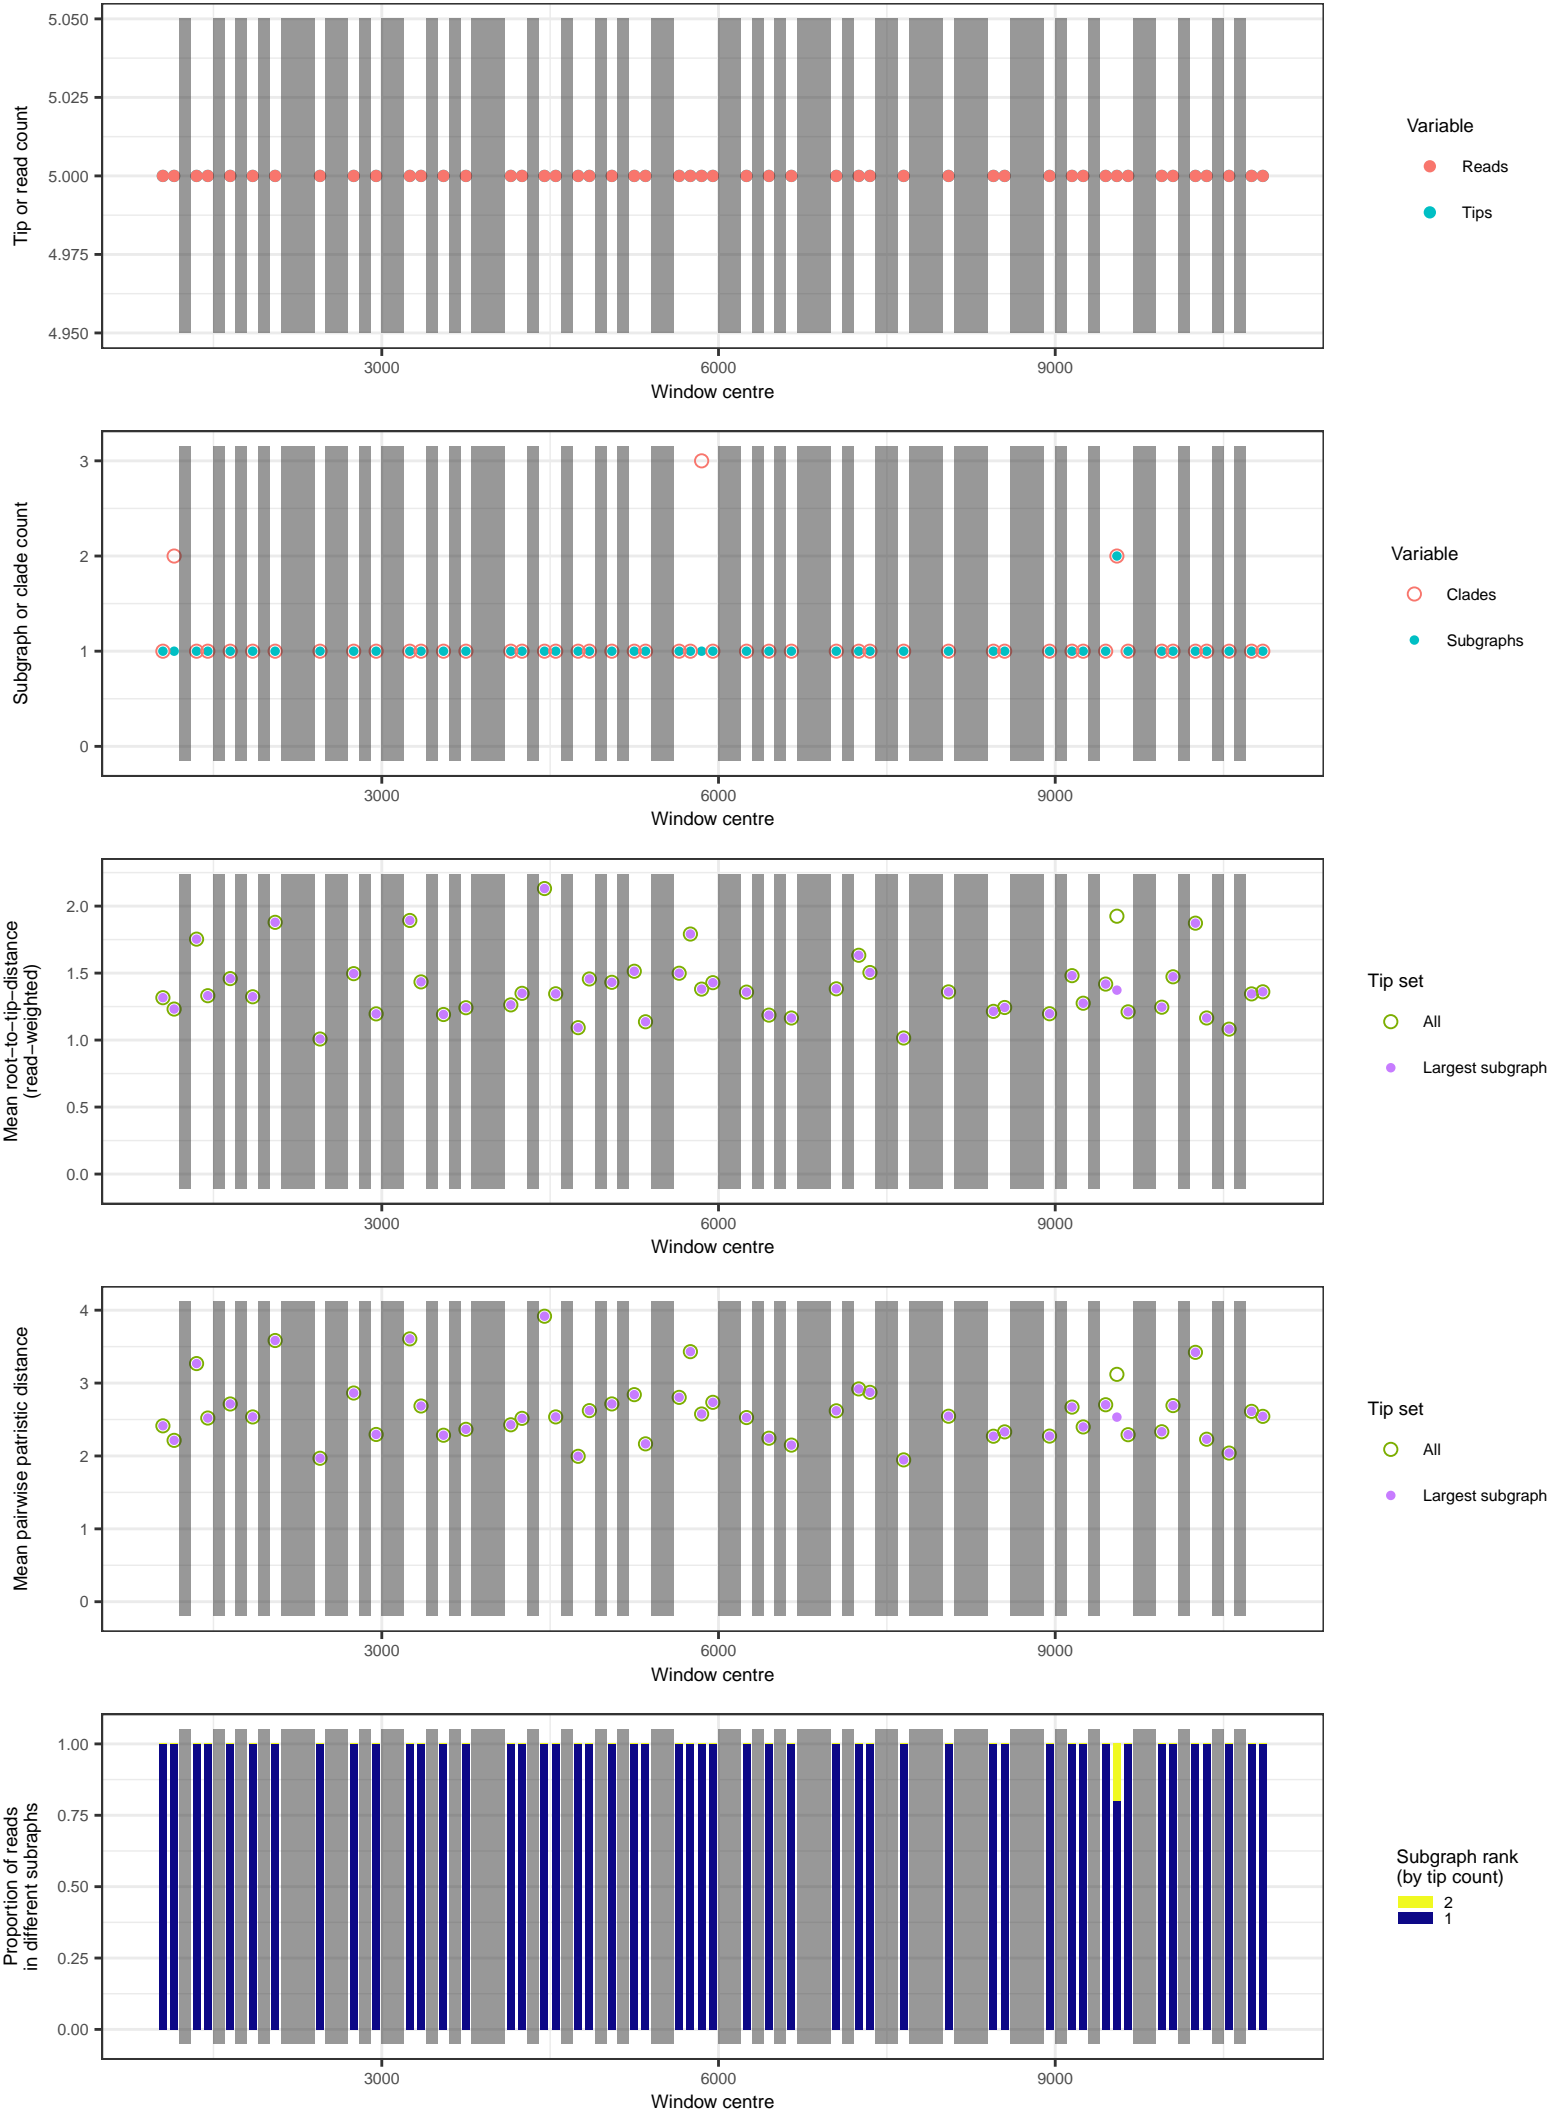 5.050
5.025
5.000
4.975
4.950
Tip or read count
3000 6000 9000
Window centre
Variable
Reads
Tips
3
2
1
0
Subgraph or clade count
3000 6000 9000
Window centre
Variable
Clades
Subgraphs
2.0
1.5
1.0
0.5
0.0
Mean root−to−tip−distance
(read−weighted)
3000 6000 9000
Window centre
Tip set
All
Largest subgraph
4
3
2
1
0
Mean pairwise patristic distance
3000 6000 9000
Window centre
Tip set
All
Largest subgraph
1.00
0.75
0.50
0.25
0.00
Proportion of reads
in different subraphs
3000 6000 9000
Window centre
Subgraph rank
(by tip count)
2
1